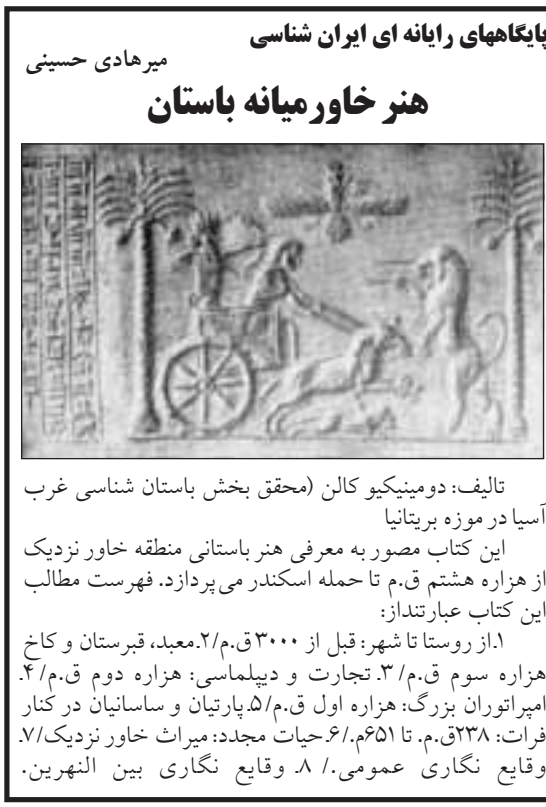 پایگاههای رایانه ای ایران شناسی
میرهادی حسینی
هنر خاورمیانه باستان
تالیف: دومینیکیو کالن (محقق بخش باستان شناسی غرب
آسیا در موزه بریتانیا
این کتاب مصور به معرفی هنر باستانی منطقه خاور نزدیک
از هزاره هشتم ق.م تا حمله اسکندر می‌پردازد. فهرست مطالب
این کتاب عبارتنداز:
۱.از روستا تا شهر: قبل از ۳۰۰۰ ق.م/۲.معبد، قبرستان و کاخ
هزاره سوم ق.م/۳. تجارت و دیپلماسی: هزاره دوم ق.م/۴.
امپراتوران بزرگ: هزاره اول ق.م/۵.پارتیان و ساسانیان در کنار
فرات: ۲۳۸ق.م. تا ۶۵۱م./۶.حیات مجدد: میراث خاور نزدیک/۷.
وقایع نگاری عمومی./ ۸. وقایع نگاری بین النهرین.